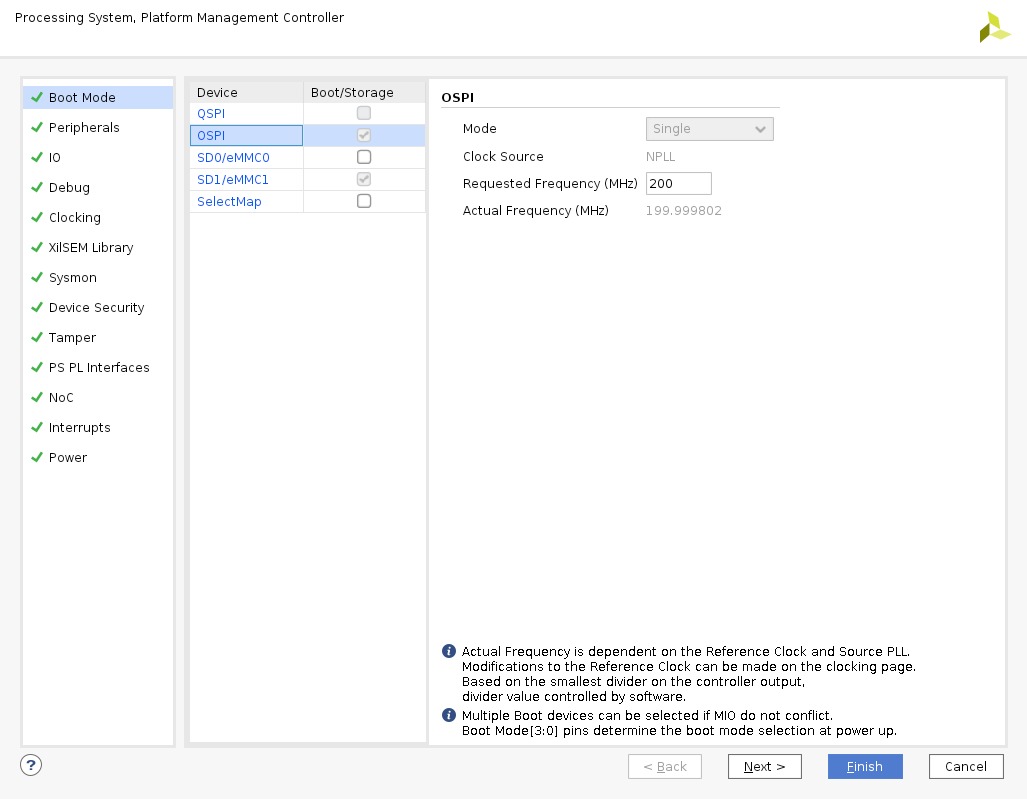 Processing System, Platform Management Controller
Boot Mode
Peripherals
IO
Debug
Clocking
XilSEM Library
Sysmon
Device Security
Tamper
PS PL Interfaces
NoC
Interrupts
Power
Device Boot/Storage
QSPI
OSPI
SD0/eMMC0
SD1/eMMC1
SelectMap
OSPI
Mode Single
Clock Source NPLL
Requested Frequency (MHz) 200
Actual Frequency (MHz) 199.999802
Actual Frequency is dependent on the Reference Clock and Source PLL.
Modifications to the Reference Clock can be made on the clocking page.
Based on the smallest divider on the controller output,
divider value controlled by software.
Multiple Boot devices can be selected if MIO do not conflict.
Boot Mode[3:0] pins determine the boot mode selection at power up.
? < Back Next > Finish Cancel